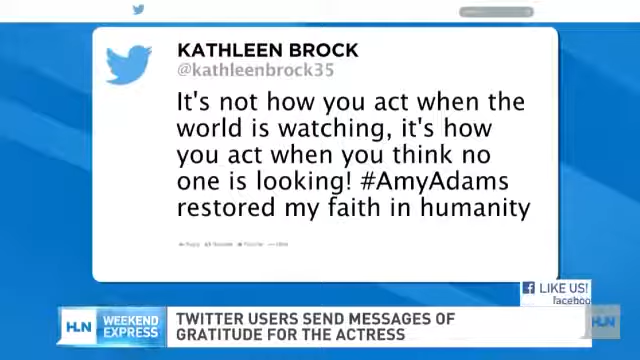 KATHLEEN BROCK
@kathleenbrock35
It's not how you act when the
world is watching, it's how
you act when you think no
one is looking! #AmyAdams
restored my faith in humanity
LIKE US!
faceboo
HLN
WEEKEND
EXPRESS
TWITTER USERS SEND MESSAGES OF
GRATITUDE FOR THE ACTRESS
HLN